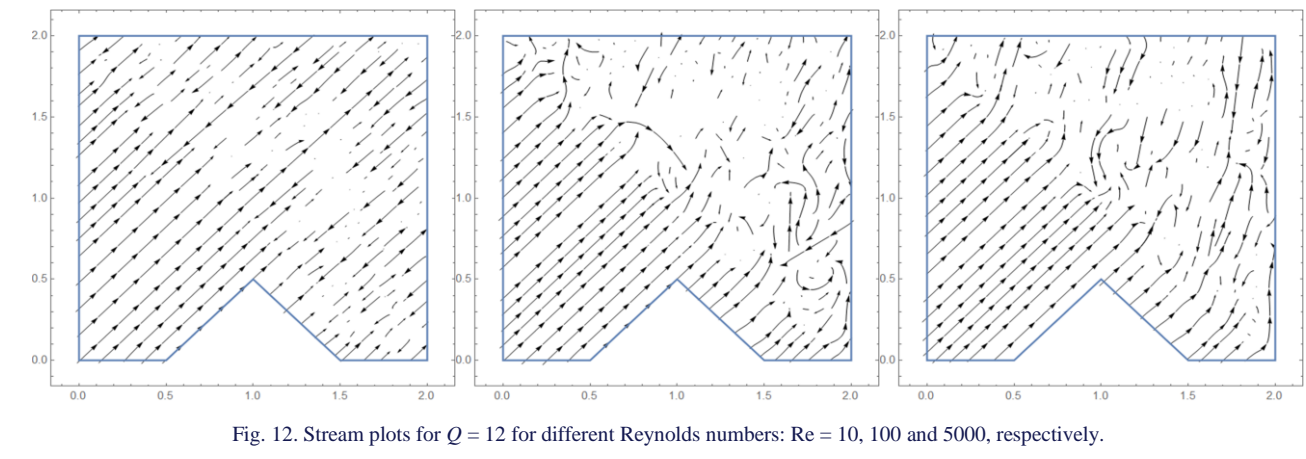 2.0 2.0 2.0
1.5 1.5 1.5
1.0 1.0 1.0
0.5 0.5 0.5
0.0 0.0 0.0
0.0 0.5 1.0 1.5 2.0 0.0 0.5 1.0 1.5 2.0 0.0 0.5 1.0 1.5 2.0
Fig. 12. Stream plots for Q = 12 for different Reynolds numbers: Re = 10, 100 and 5000, respectively.